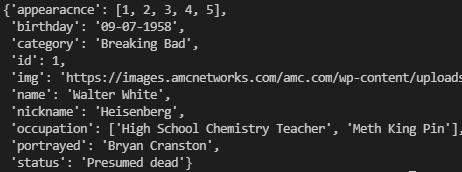 {'appearacnce': [1, 2, 3, 4, 5],
'birthday': '09-07-1958',
'category': 'Breaking Bad',
'id': 1,
'img': 'https://images.amcnetworks.com/amc.com/wp-content/uploads
'name': 'Walter White',
'nickname': 'Heisenberg',
'occupation': ['High School Chemistry Teacher', 'Meth King Pin'],
'portrayed': 'Bryan Cranston',
'status': 'Presumed dead'}